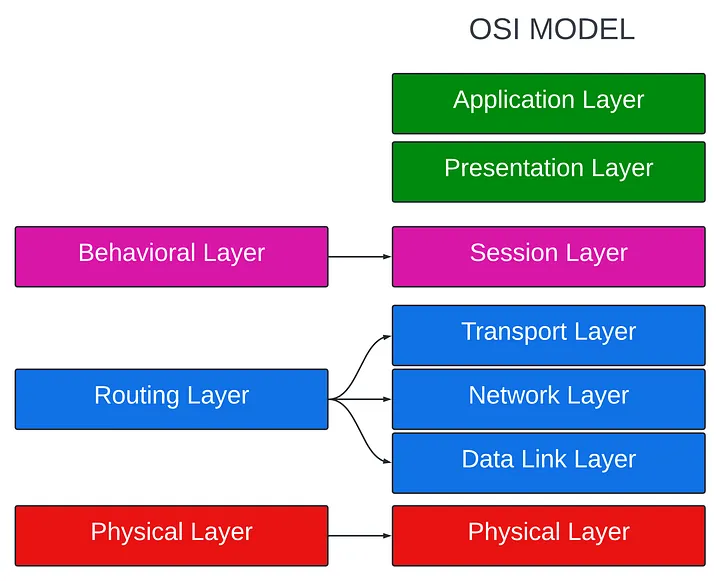 OSI MODEL
Application Layer
Presentation Layer
Behavioral Layer
Session Layer
Transport Layer
Routing Layer
Network Layer
Data Link Layer
Physical Layer
Physical Layer